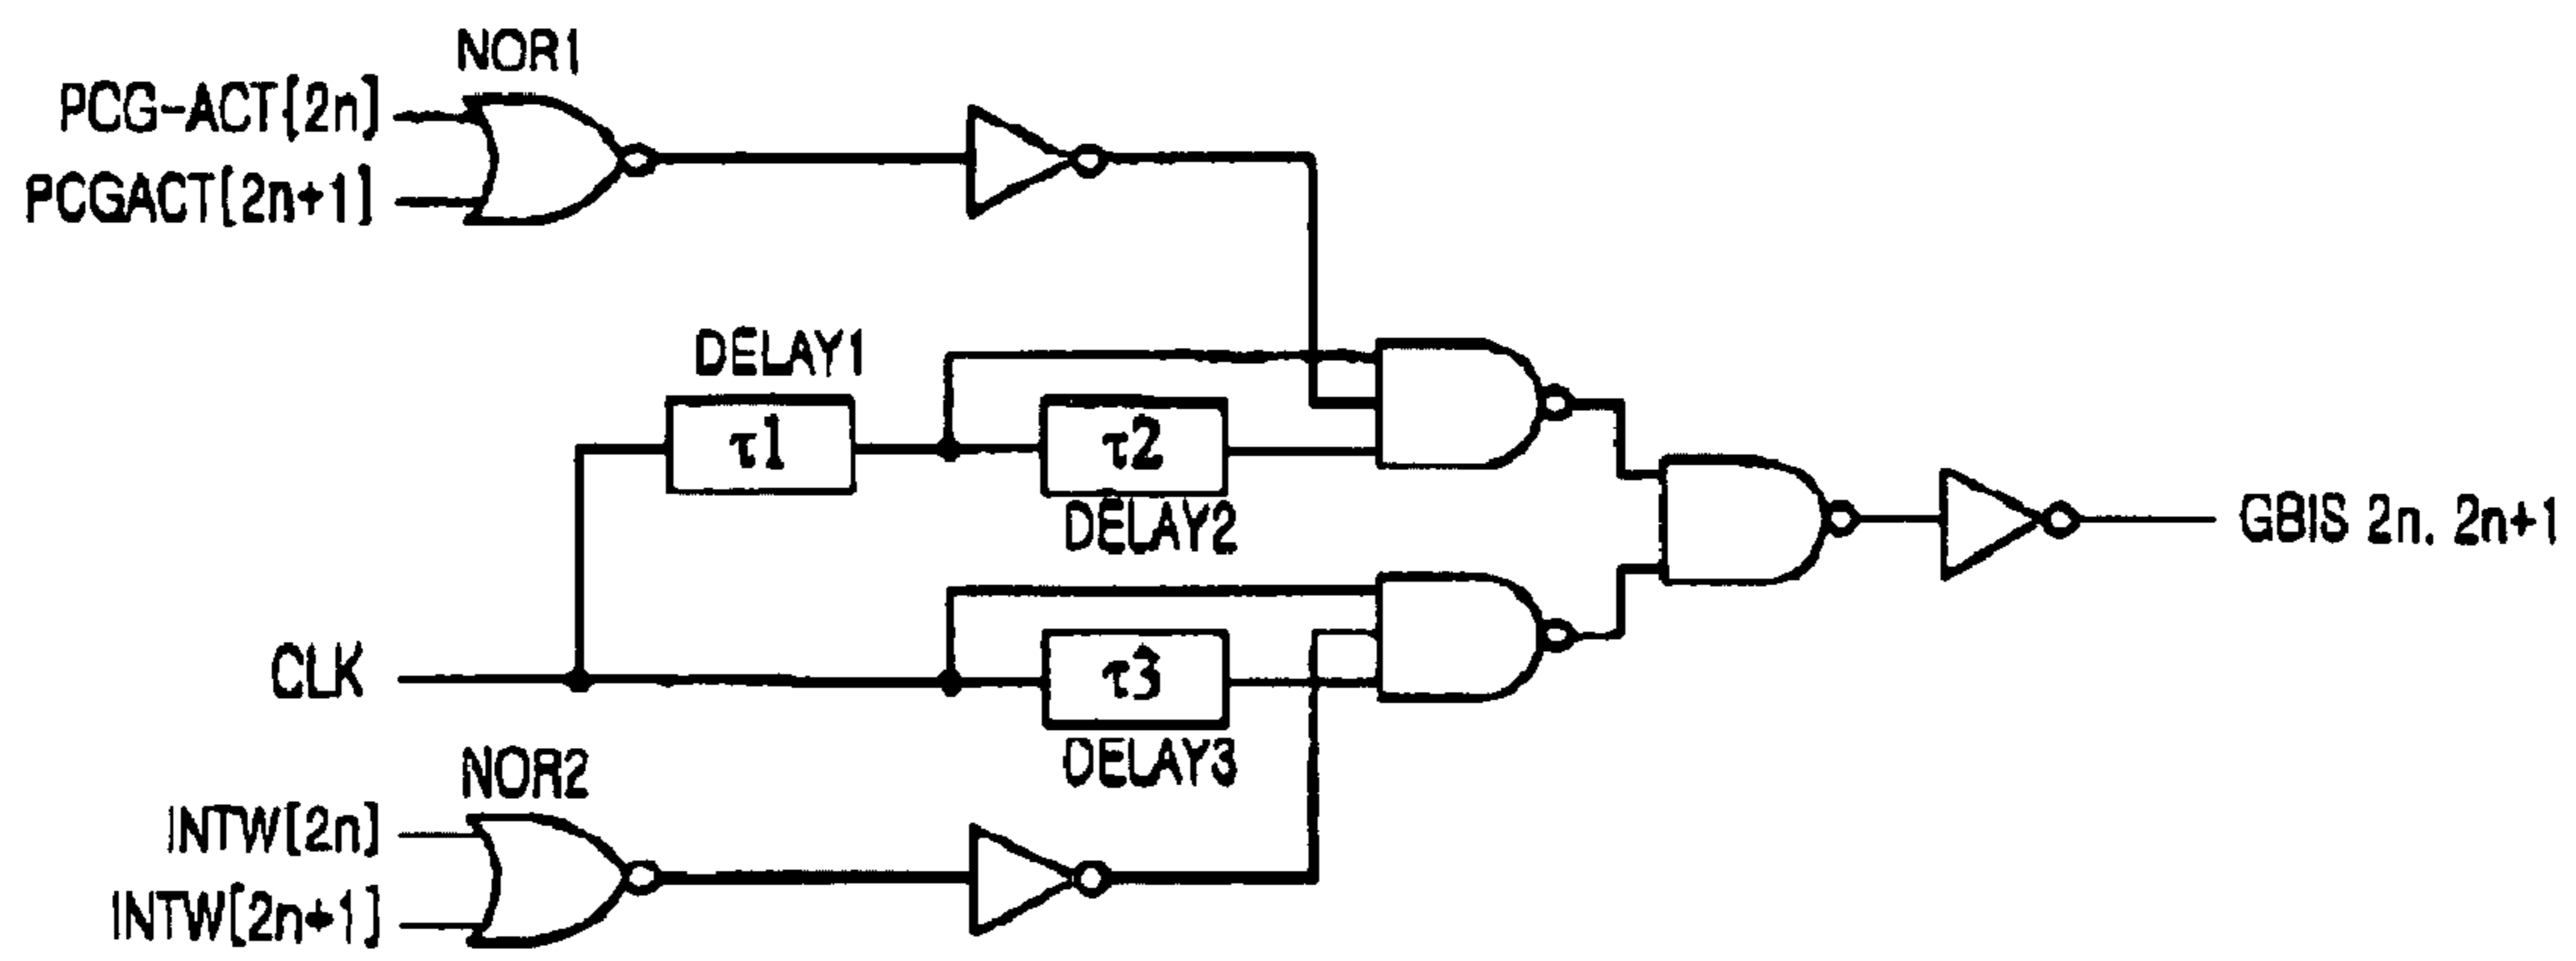 NOR1
PCG-ACT[2n]
PCGACT[2n+1]
DELAY1
τ1
τ2
DELAY2
GBIS 2n. 2n+1
CLK
τ3
DELAY3
NOR2
INTW[2n]
INTW[2n+1]